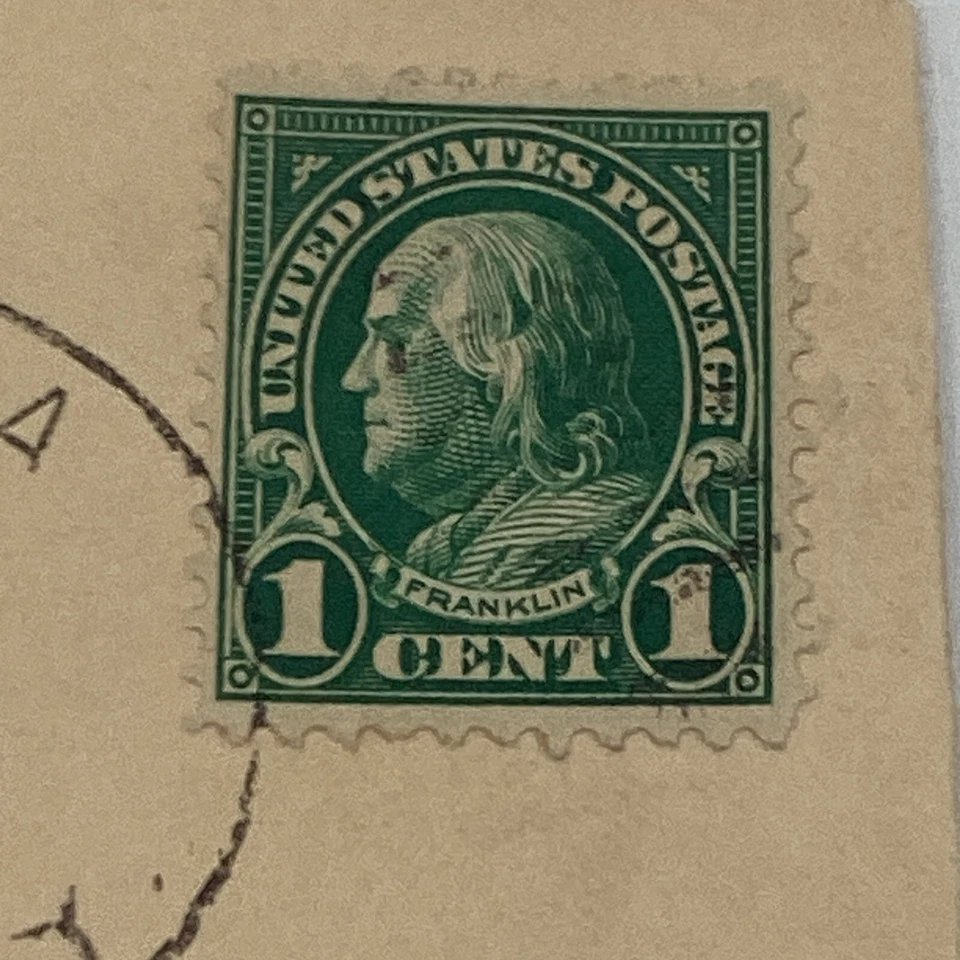 UNITED STATES POSTAGE
FRANKLIN
1 CENT 1